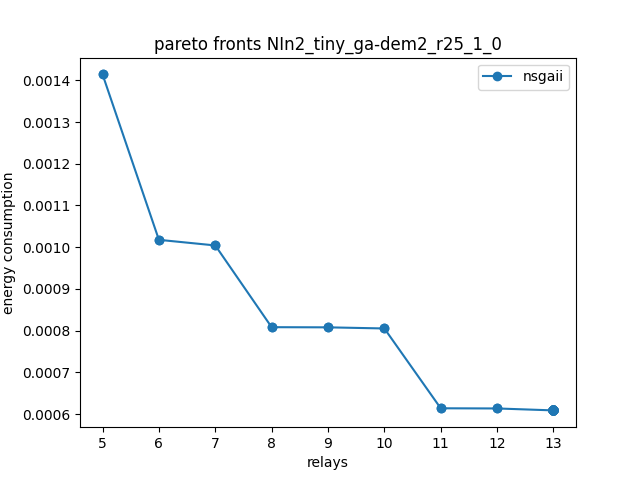 pareto fronts NIn2_tiny_ga-dem2_r25_1_0
nsgaii
energy consumption
0.0014
0.0013
0.0012
0.0011
0.0010
0.0009
0.0008
0.0007
0.0006
5 6 7 8 9 10 11 12 13
relays